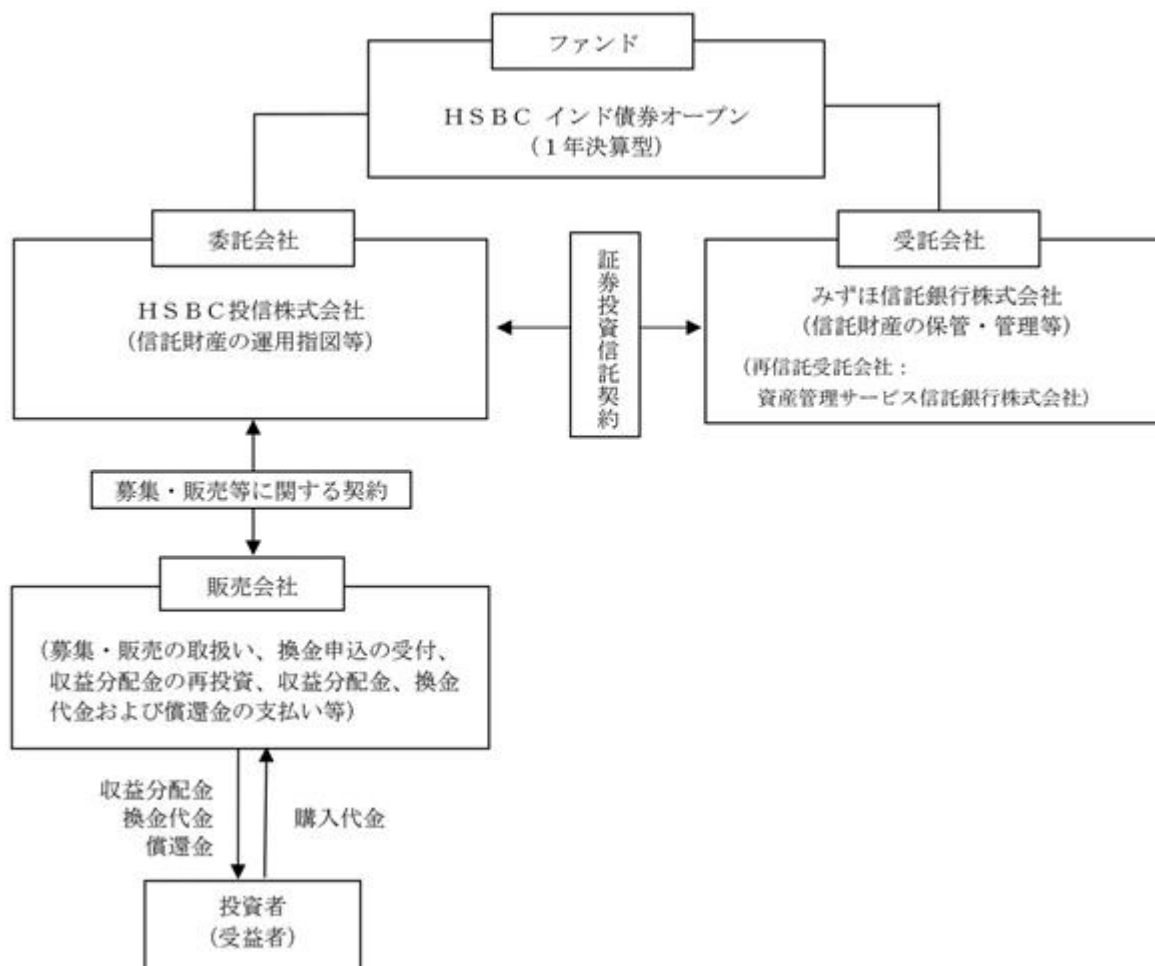 ファンド
HSBC インド債券オープン
(1年決算型)
委託会社
HSBC投信株式会社
(信託財産の運用指図等)
証券投資信託契約
受託会社
みずほ信託銀行株式会社
(信託財産の保管・管理等)
(再信託受託会社:
資産管理サービス信託銀行株式会社)
募集・販売等に関する契約
販売会社
(募集・販売の取扱い、換金申込の受付、
収益分配金の再投資、収益分配金、換金
代金および償還金の支払い等)
収益分配金
換金代金
償還金
購入代金
投資者
(受益者)